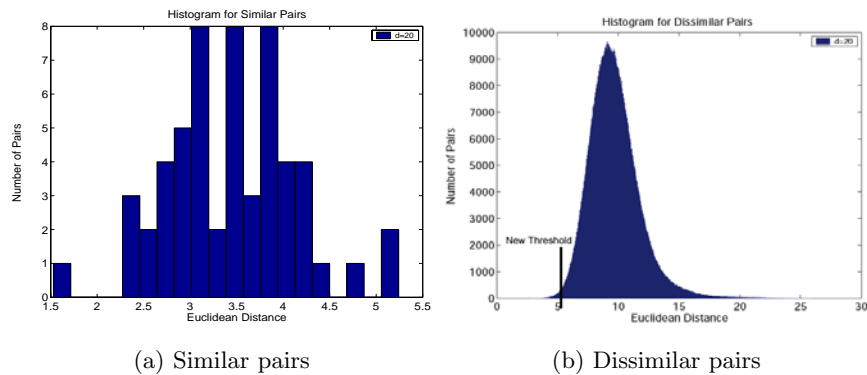 Histogram for Similar Pairs
d=20
Number of Pairs
8
7
6
5
4
3
2
1
0
1.5 2 2.5 3 3.5 4 4.5 5 5.5
Euclidean Distance
(a) Similar pairs
Histogram for Dissimilar Pairs
d=20
Number of Pairs
10000
9000
8000
7000
6000
5000
4000
3000
2000
1000
0
New Threshold
0 5 10 15 20 25 30
Euclidean Distance
(b) Dissimilar pairs